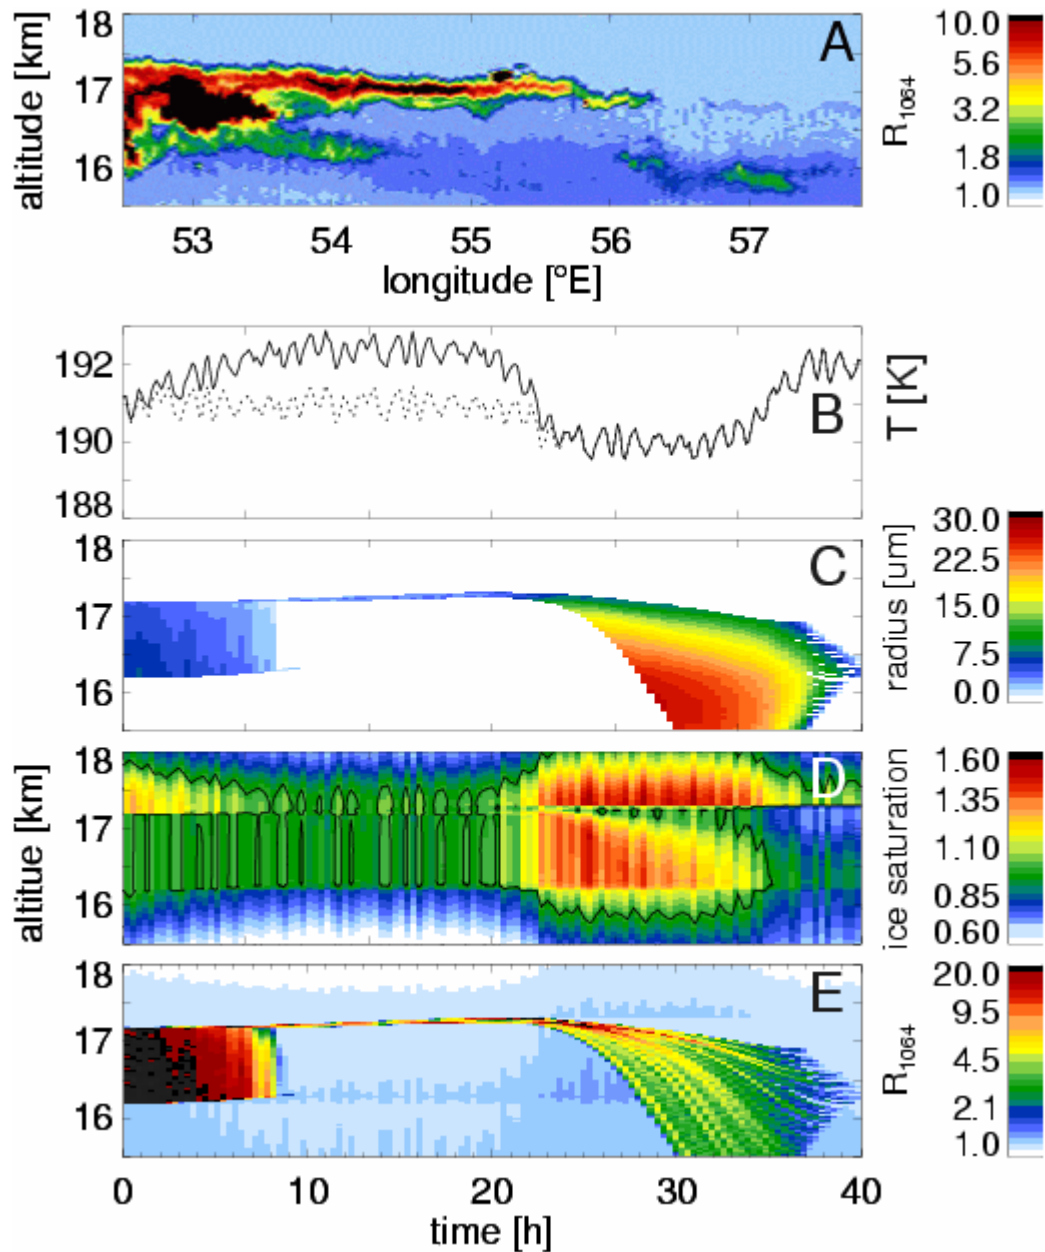 18
17
16
altitude [km]
A
10.0
5.6
3.2
1.8
1.0
R1064
53 54 55 56 57
longitude [°E]
192
190
188
B
T [K]
18
17
16
C
radius [um]
30.0
22.5
15.0
7.5
0.0
18
17
16
altitue [km]
D
ice saturation
1.60
1.35
1.10
0.85
0.60
18
17
16
E
R1064
20.0
9.5
4.5
2.1
1.0
0 10 20 30 40
time [h]